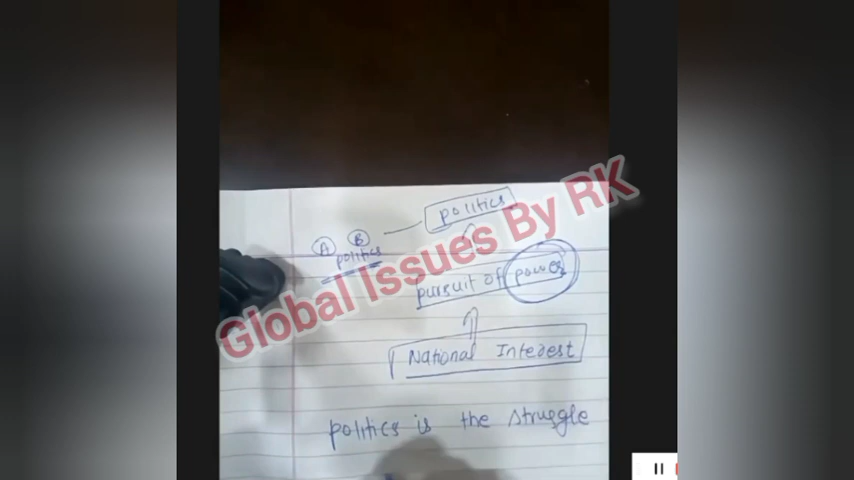 politics
A B
politics
pursuit of power
National Interest
politics is the struggle
Global Issues By RK